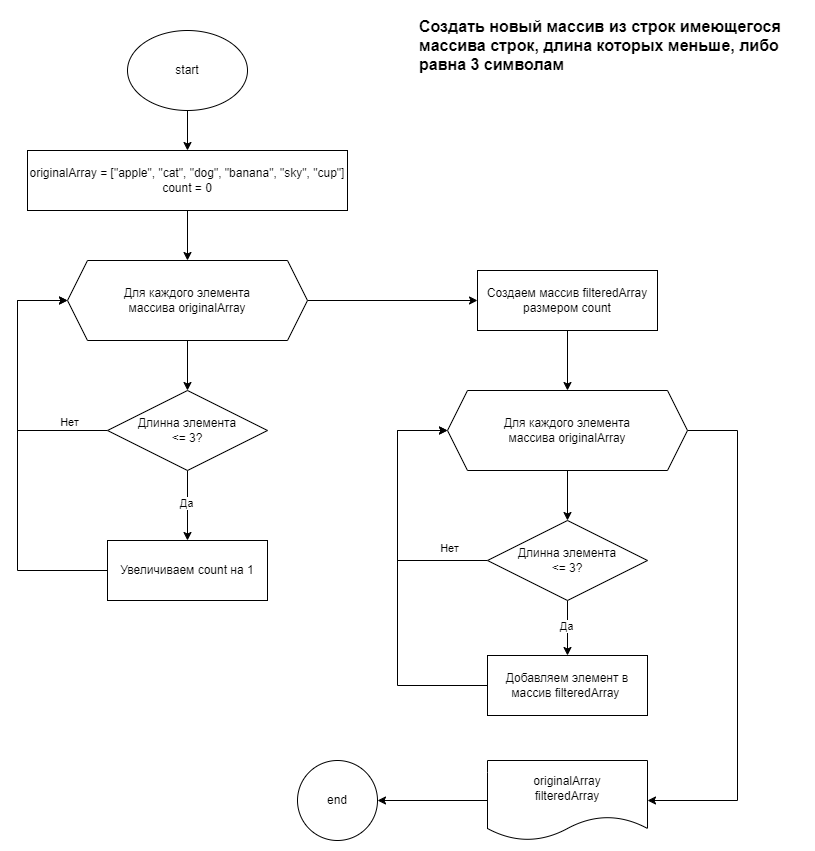 Создать новый массив из строк имеющегося
массива строк, длина которых меньше, либо
равна 3 символам
start
originalArray = ["apple", "cat", "dog", "banana", "sky", "cup"]
count = 0
Для каждого элемента
массива originalArray
Длинна элемента
<= 3?
Нет
Да
Увеличиваем count на 1
Создаем массив filteredArray
размером count
Для каждого элемента
массива originalArray
Длинна элемента
<= 3?
Нет
Да
Добавляем элемент в
массив filteredArray
originalArray
filteredArray
end